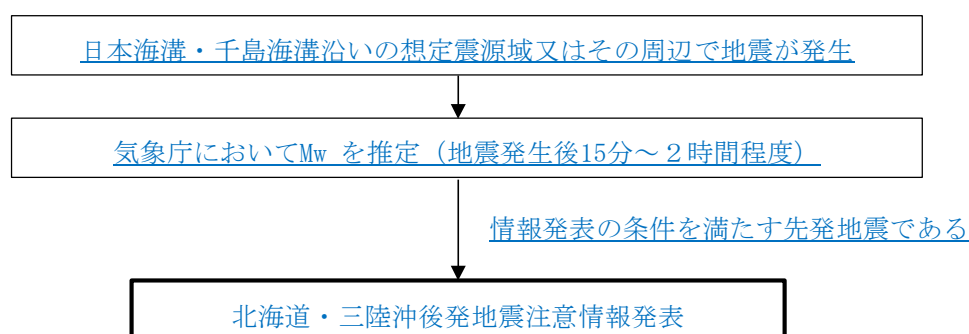 日本海溝・千島海溝沿いの想定震源域又はその周辺で地震が発生
気象庁においてMw を推定（地震発生後15分～２時間程度）
情報発表の条件を満たす先発地震である
北海道・三陸沖後発地震注意情報発表